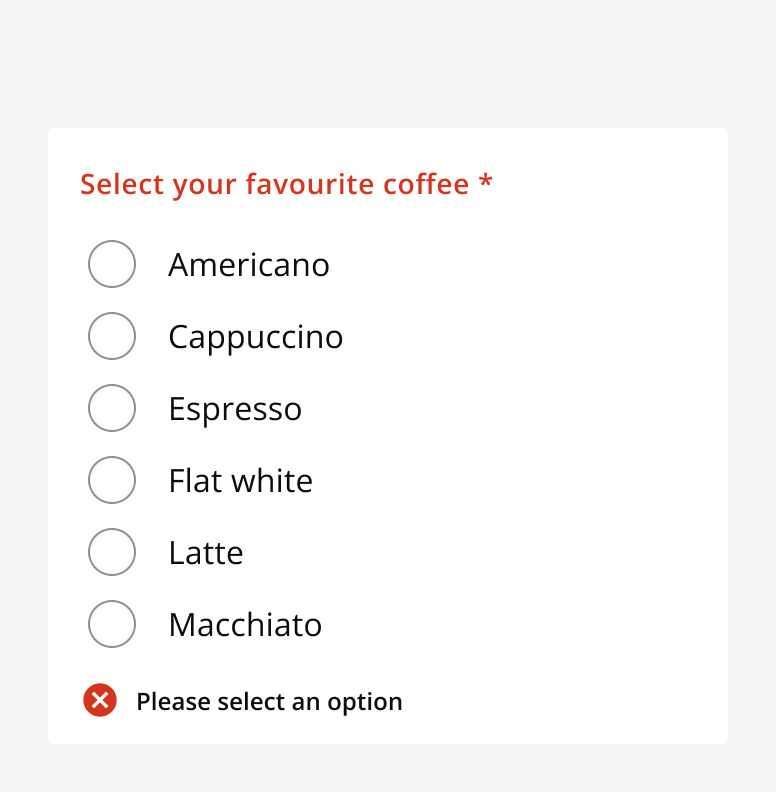 Select your favourite coffee *
Americano
Cappuccino
Espresso
Flat white
Latte
Macchiato
Please select an option